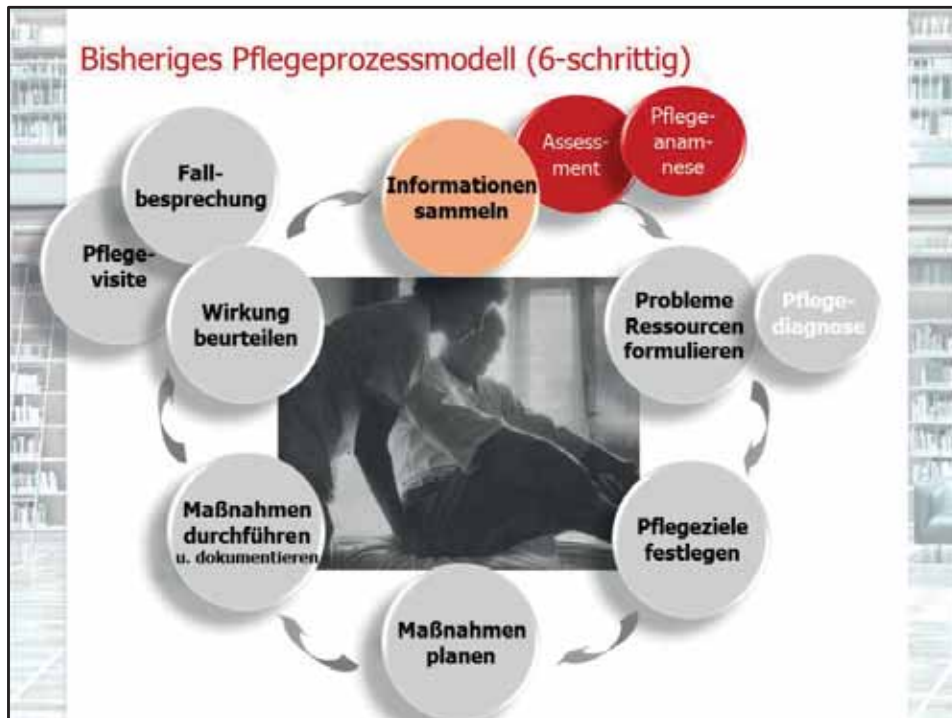 Bisheriges Pflegeprozessmodell (6-schrittig)
Informationen
sammeln
Assess-
ment
Pflege-
anam-
nese
Probleme
Ressourcen
formulieren
Pflege-
diagnose
Pflegeziele
festlegen
Maßnahmen
planen
Maßnahmen
durchführen
u. dokumentieren
Wirkung
beurteilen
Pflege-
visite
Fall-
besprechung